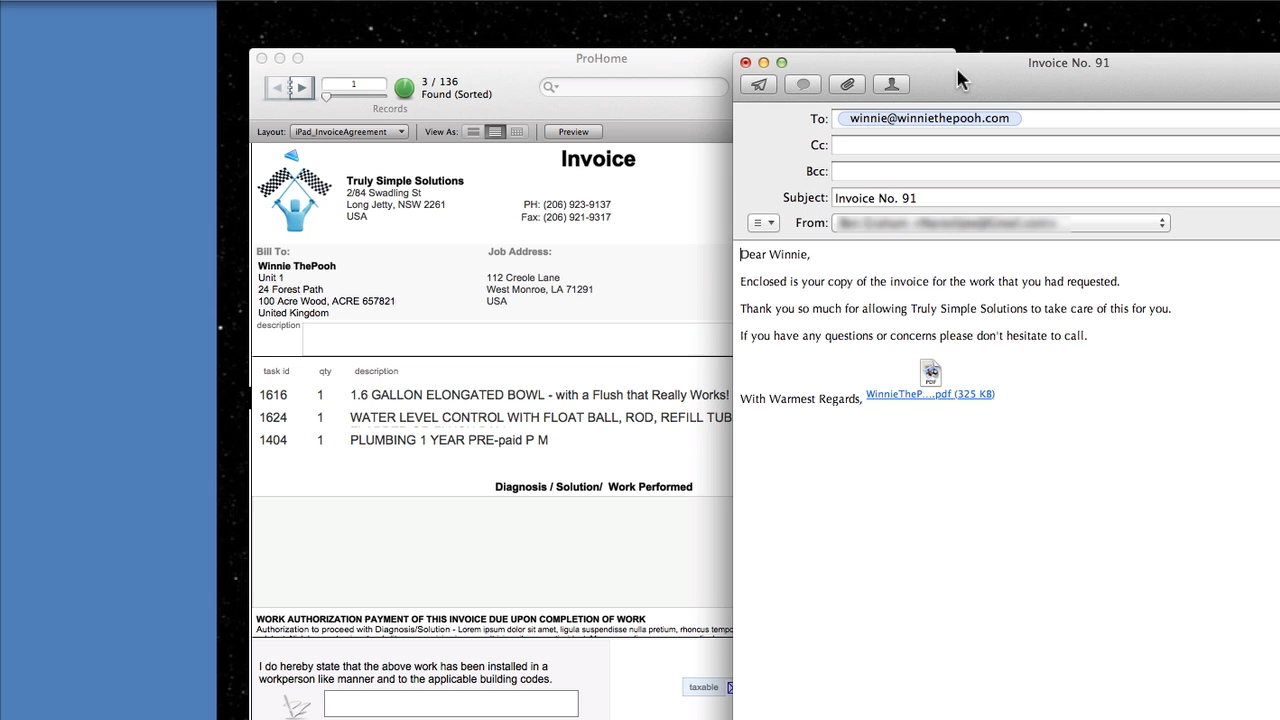 ProHome
1
3 / 136
Found (Sorted)
Records
Layout: iPad_InvoiceAgreement View As: Preview
Invoice
Truly Simple Solutions
2/84 Swadling St
Long Jetty, NSW 2261
USA
PH: (206) 923-9137
Fax: (206) 921-9317
Bill To:
Winnie ThePooh
Unit 1
24 Forest Path
100 Acre Wood, ACRE 657821
United Kingdom
Job Address:
112 Creole Lane
West Monroe, LA 71291
USA
description
task id qty description
1616 1 1.6 GALLON ELONGATED BOWL - with a Flush that Really Works!
1624 1 WATER LEVEL CONTROL WITH FLOAT BALL, ROD, REFILL TUB
1404 1 PLUMBING 1 YEAR PRE-paid P M
Diagnosis / Solution/ Work Performed
WORK AUTHORIZATION PAYMENT OF THIS INVOICE DUE UPON COMPLETION OF WORK
Authorization to proceed with Diagnosis/Solution - Lorem ipsum dolor sit amet, ligula suspendisse nulla pretium, rhoncus tempo
I do hereby state that the above work has been installed in a
workperson like manner and to the applicable building codes.
taxable
Invoice No. 91
To: winnie@winniethepooh.com
Cc:
Bcc:
Subject: Invoice No. 91
From:
Dear Winnie,
Enclosed is your copy of the invoice for the work that you had requested.
Thank you so much for allowing Truly Simple Solutions to take care of this for you.
If you have any questions or concerns please don't hesitate to call.
PDF
With Warmest Regards, WinnieTheP....pdf (325 KB)